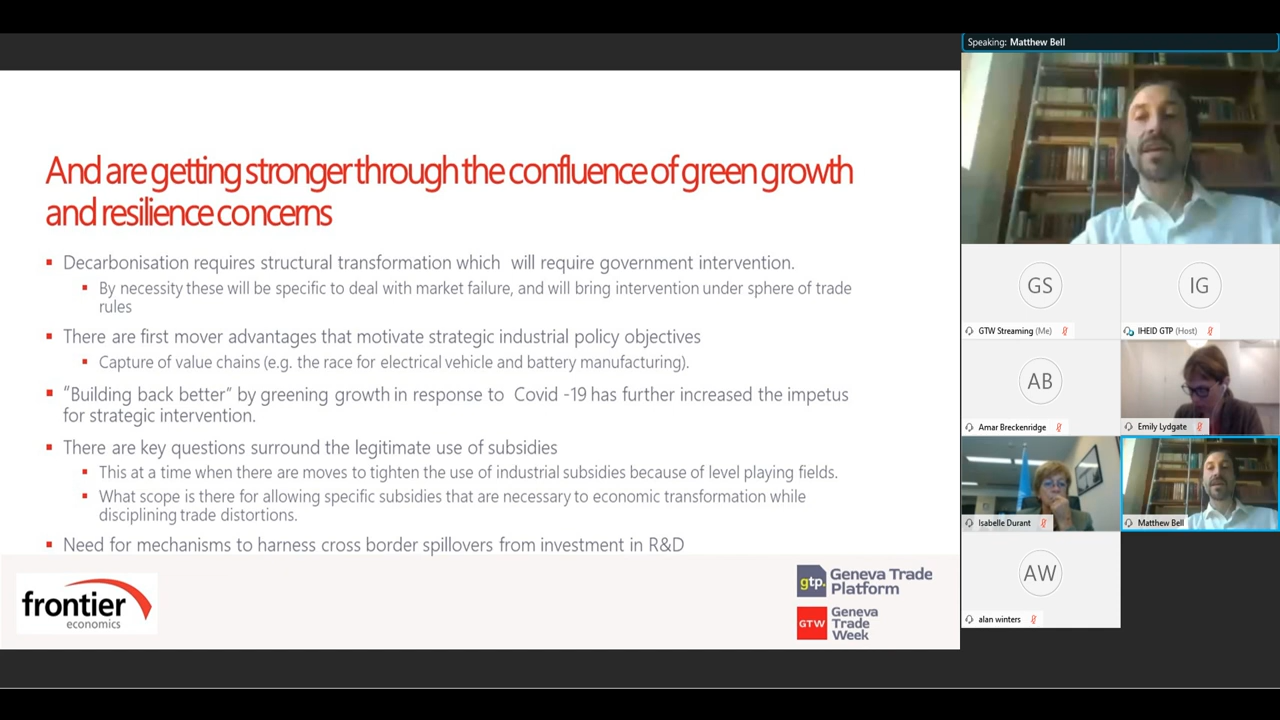 Speaking: Matthew Bell
And are getting stronger through the confluence of green growth
and resilience concerns
Decarbonisation requires structural transformation which will require government intervention.
By necessity these will be specific to deal with market failure, and will bring intervention under sphere of trade
rules
There are first mover advantages that motivate strategic industrial policy objectives
Capture of value chains (e.g. the race for electrical vehicle and battery manufacturing).
“Building back better” by greening growth in response to Covid -19 has further increased the impetus
for strategic intervention.
There are key questions surround the legitimate use of subsidies
This at a time when there are moves to tighten the use of industrial subsidies because of level playing fields.
What scope is there for allowing specific subsidies that are necessary to economic transformation while
disciplining trade distortions.
Need for mechanisms to harness cross border spillovers from investment in R&D
frontier
economics
gtp.
Geneva Trade
Platform
GTW
Geneva
Trade
Week
GS
GTW Streaming (Me)
IG
IHEID GTP (Host)
AB
Amar Breckenridge
Emily Lydgate
Isabelle Durant
Matthew Bell
AW
alan winters